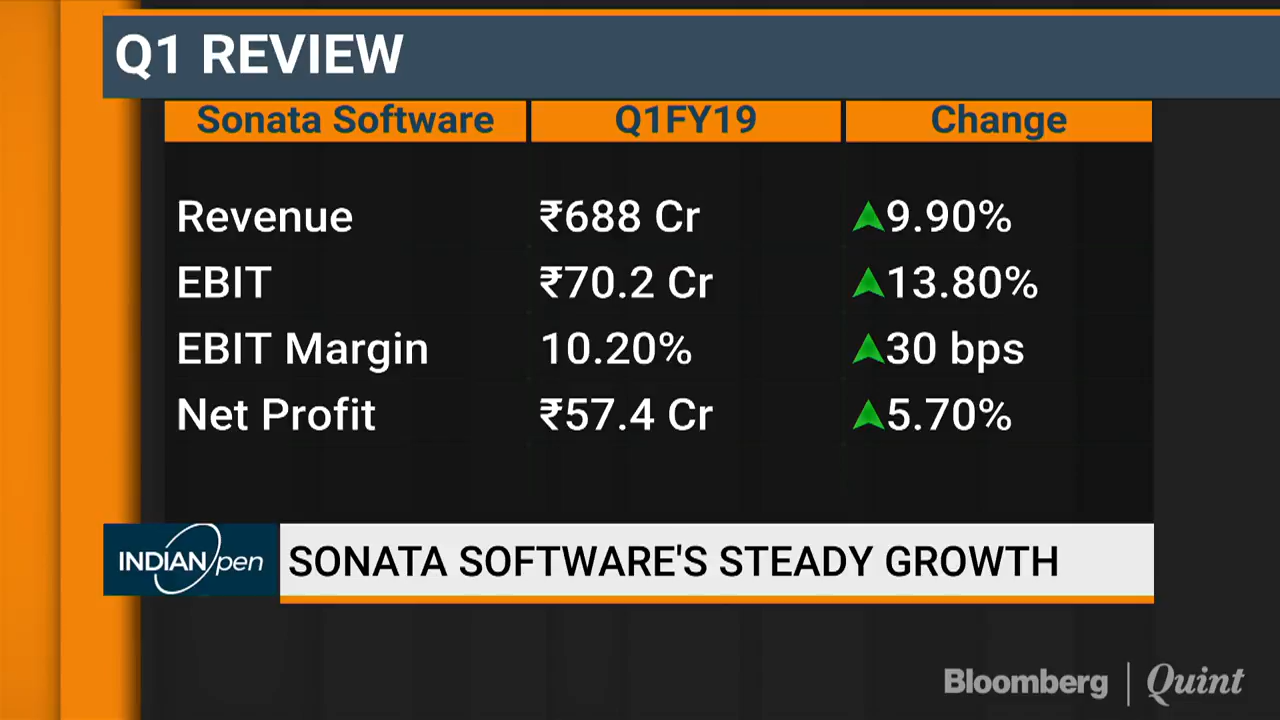 Q1 REVIEW
Sonata Software Q1FY19 Change
Revenue ₹688 Cr 9.90%
EBIT ₹70.2 Cr 13.80%
EBIT Margin 10.20% 30 bps
Net Profit ₹57.4 Cr 5.70%
INDIAN Open SONATA SOFTWARE'S STEADY GROWTH
Bloomberg | Quint